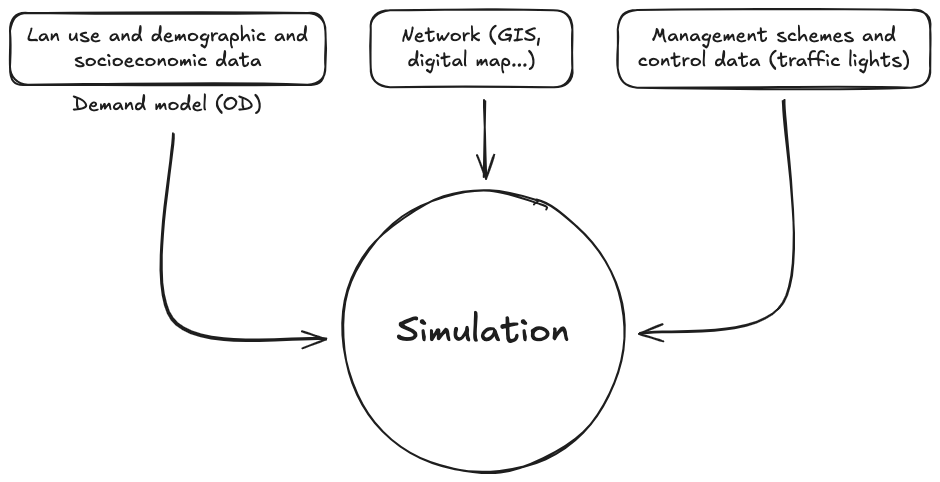 Lan use and demographic and
socioeconomic data
Demand model (OD)
Network (GIS,
digital map...)
Management schemes and
control data (traffic lights)
Simulation